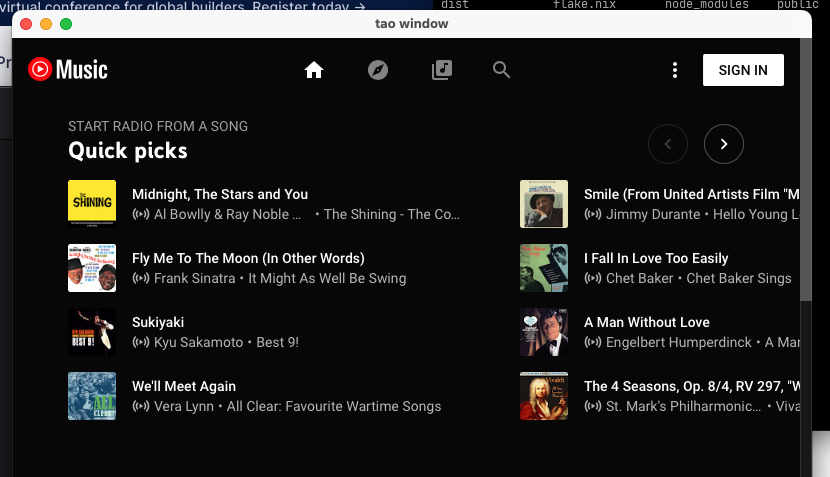 virtual conference for global builders. Register today →
dist flake.nix node_modules public
tao window
Pr
Music
SIGN IN
START RADIO FROM A SONG
Quick picks
THE SHINING
Midnight, The Stars and You
Al Bowlly & Ray Noble ... • The Shining - The Co...
Smile (From United Artists Film "M
Jimmy Durante • Hello Young L
Fly Me To The Moon (In Other Words)
Frank Sinatra • It Might As Well Be Swing
I Fall In Love Too Easily
Chet Baker • Chet Baker Sings
Sukiyaki
Kyu Sakamoto • Best 9!
BEST 9!
A Man Without Love
Engelbert Humperdinck • A Mar
We'll Meet Again
Vera Lynn • All Clear: Favourite Wartime Songs
ALL CLEAR
The 4 Seasons, Op. 8/4, RV 297, "W
St. Mark's Philharmonic... • Viva
Vivaldi